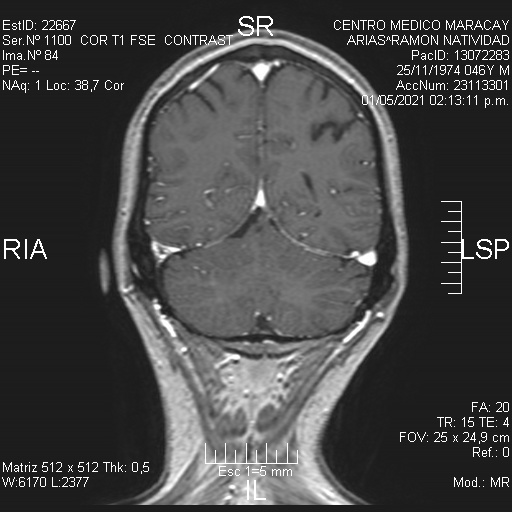 EstID: 22667
Ser.Nº 1100 COR T1 FSE CONTRAST
Ima.Nº 84
PE= --
NAq: 1 Loc: 38,7 Cor
SR
CENTRO MEDICO MARACAY
ARIAS^RAMON NATIVIDAD
PacID: 13072283
25/11/1974 046Y M
AccNum: 23113301
01/05/2021 02:13:11 p.m.
RIA
LSP
FA: 20
TR: 15 TE: 4
FOV: 25 x 24,9 cm
Ref.: 0
Mod.: MR
Matriz 512 x 512 Thk: 0,5
W:6170 L:2377
Esc 1=5 mm
IL